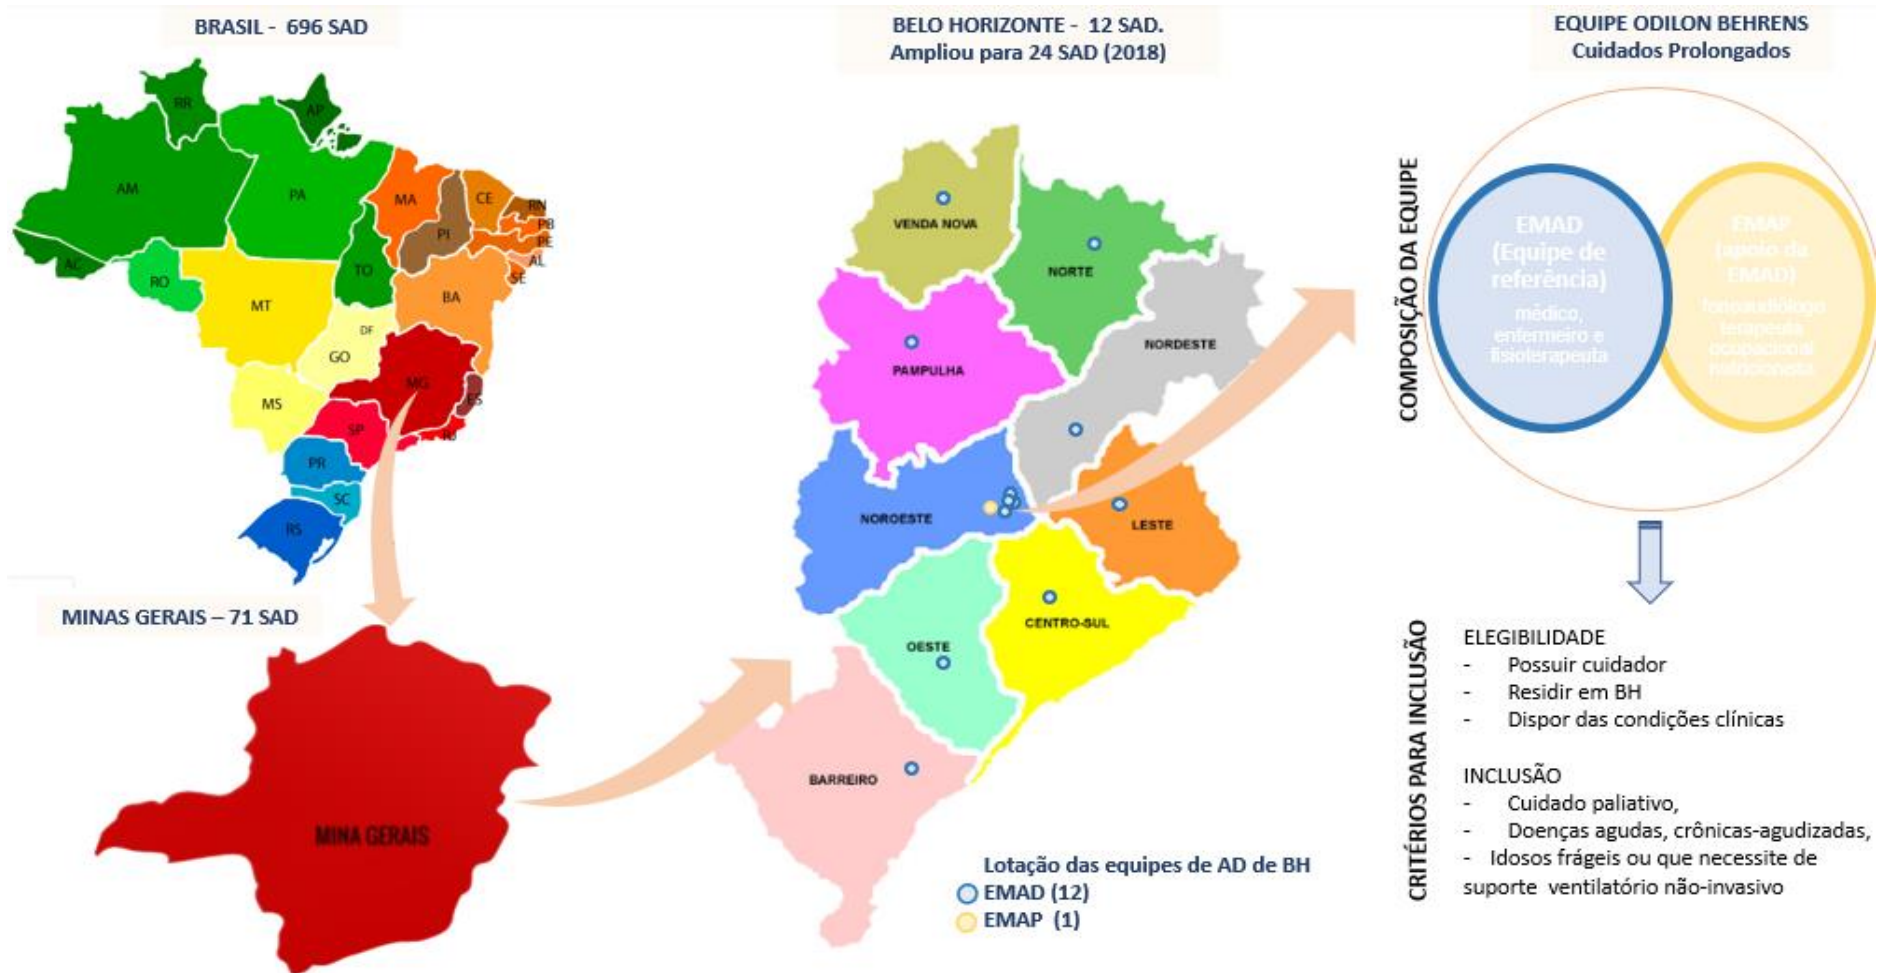 BRASIL - 696 SAD
RR
AP
AM
PA
MA
CE
RN
PB
PE
PI
AL
SE
AC
RO
TO
BA
MT
DF
GO
MG
ES
MS
SP
RJ
PR
SC
RS
MINAS GERAIS – 71 SAD
MINA GERAIS
BELO HORIZONTE - 12 SAD.
Ampliou para 24 SAD (2018)
VENDA NOVA
NORTE
NORDESTE
PAMPULHA
NOROESTE
LESTE
CENTRO-SUL
OESTE
BARREIRO
Lotação das equipes de AD de BH
EMAD (12)
EMAP (1)
EQUIPE ODILON BEHRENS
Cuidados Prolongados
COMPOSIÇÃO DA EQUIPE
EMAD
(Equipe de
referência)
médico,
enfermeiro e
fisioterapeuta
EMAP
(apoio da
EMAD)
fonoaudiólogo
terapeuta
ocupacional
nutricionista
CRITÉRIOS PARA INCLUSÃO
ELEGIBILIDADE
- Possuir cuidador
- Residir em BH
- Dispor das condições clínicas
INCLUSÃO
- Cuidado paliativo,
- Doenças agudas, crônicas-agudizadas,
- Idosos frágeis ou que necessite de
suporte ventilatório não-invasivo